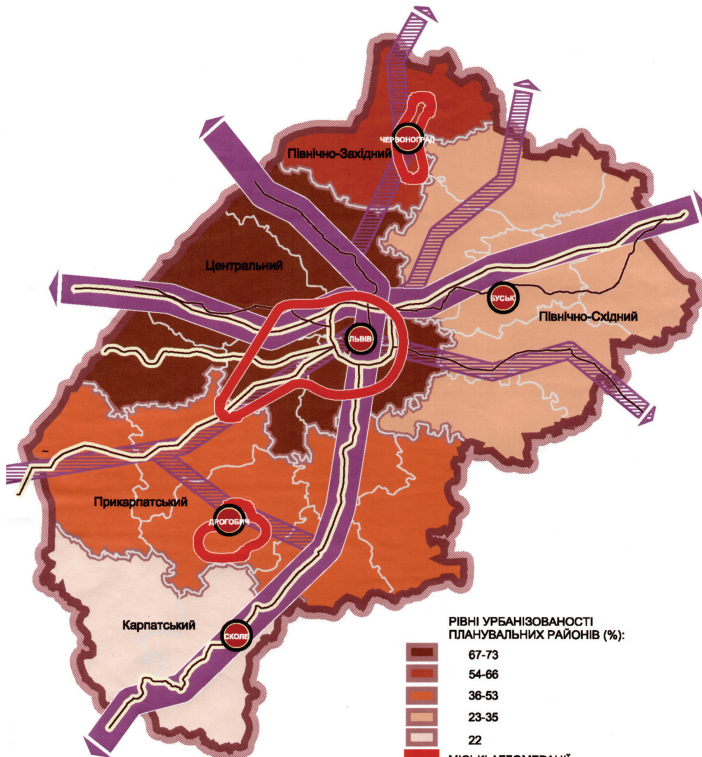 ЧЕРВОНОГРАД
Північно-Західний
Центральний
БУСЬК
Північно-Східний
ЛЬВІВ
Прикарпатський
ДРОГОБИЧ
Карпатський
СКОЛЕ
РІВНІ УРБАНІЗОВАНОСТІ
ПЛАНУВАЛЬНИХ РАЙОНІВ (%):
67-73
54-66
36-53
23-35
22